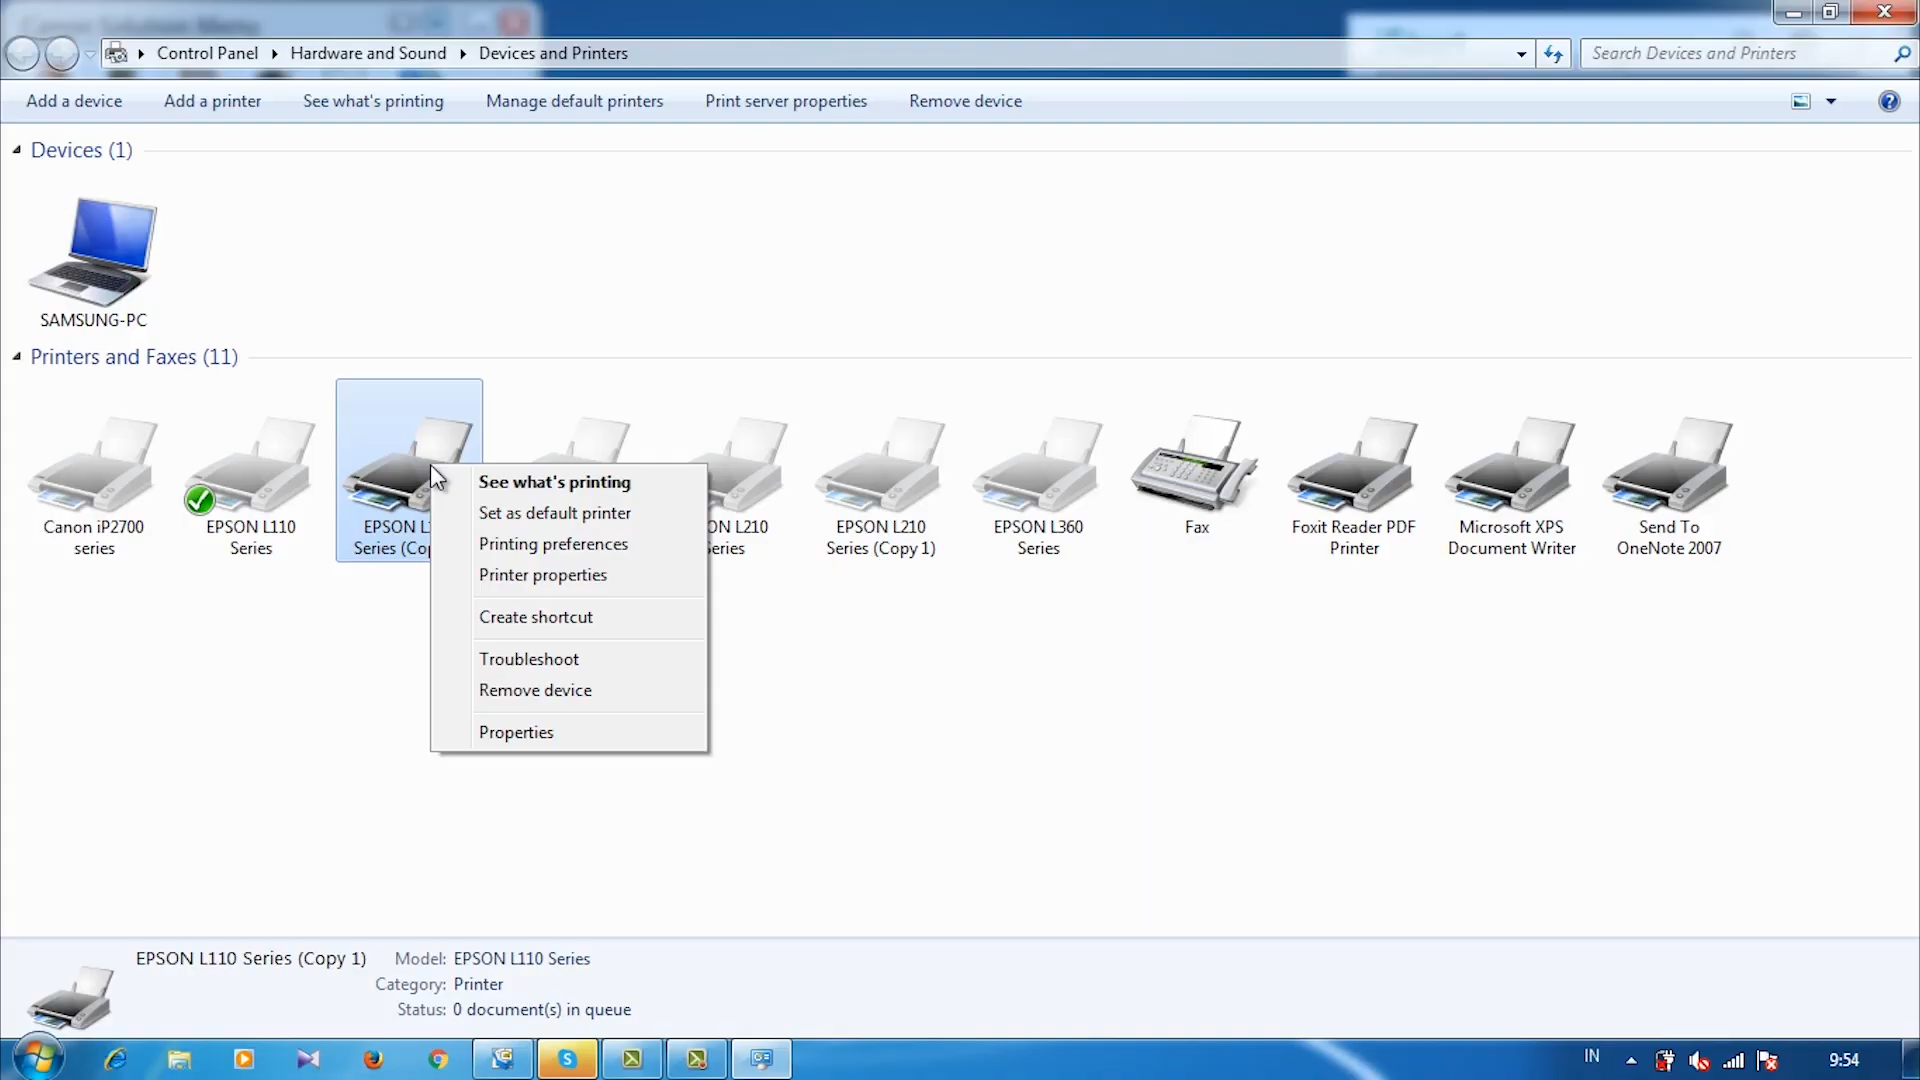 Control Panel
Hardware and Sound
Devices and Printers
Search Devices and Printers
Add a device
Add a printer
See what's printing
Manage default printers
Print server properties
Remove device
Devices (1)
SAMSUNG-PC
Printers and Faxes (11)
Canon iP2700
series
EPSON L110
Series
EPSON L
Series (Cop
ON L210
Series
EPSON L210
Series (Copy 1)
EPSON L360
Series
Fax
Foxit Reader PDF
Printer
Microsoft XPS
Document Writer
Send To
OneNote 2007
See what's printing
Set as default printer
Printing preferences
Printer properties
Create shortcut
Troubleshoot
Remove device
Properties
EPSON L110 Series (Copy 1)
Model: EPSON L110 Series
Category: Printer
Status: 0 document(s) in queue
IN
9:54